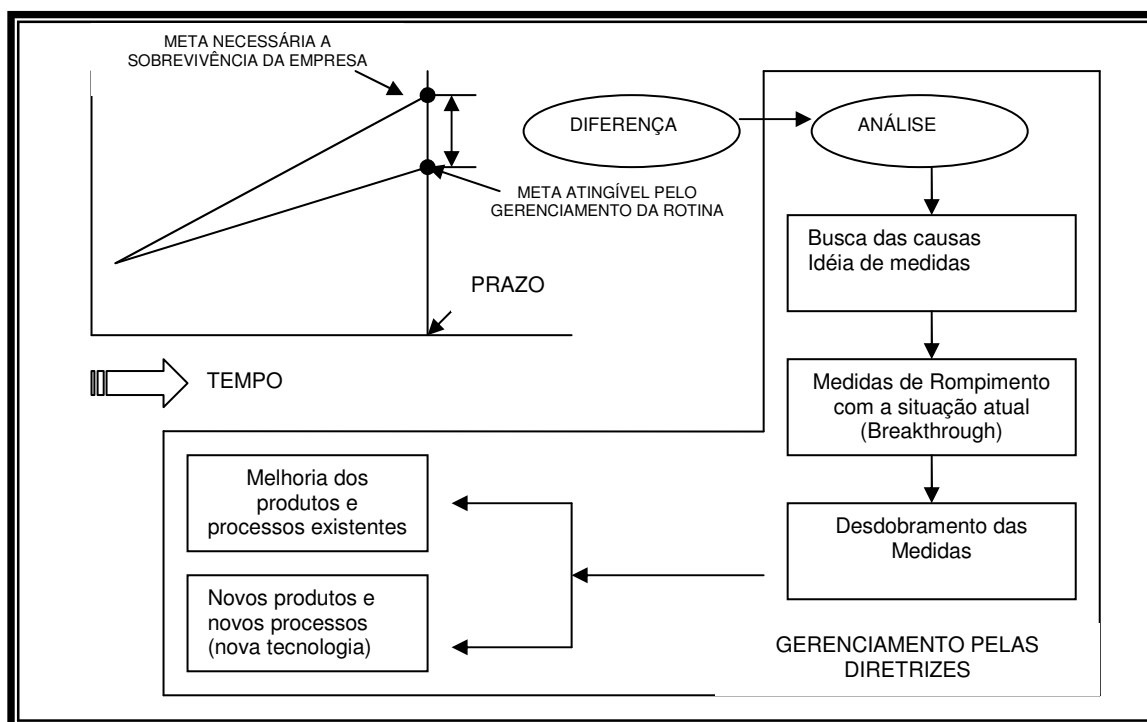 META NECESSÁRIA A
SOBREVIVÊNCIA DA EMPRESA
DIFERENÇA
ANÁLISE
META ATINGÍVEL PELO
GERENCIAMENTO DA ROTINA
PRAZO
TEMPO
Busca das causas
Idéia de medidas
Medidas de Rompimento
com a situação atual
(Breakthrough)
Desdobramento das
Medidas
Melhoria dos
produtos e
processos existentes
Novos produtos e
novos processos
(nova tecnologia)
GERENCIAMENTO PELAS
DIRETRIZES